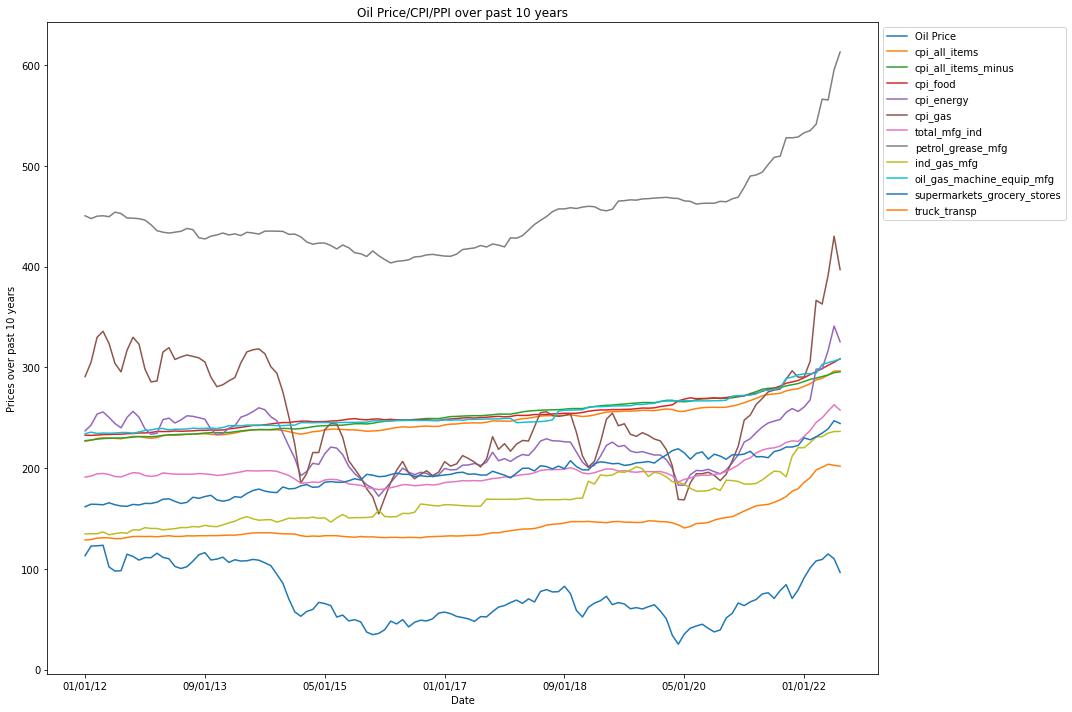 Oil Price/CPI/PPI over past 10 years
Oil Price
cpi_all_items
cpi_all_items_minus
cpi_food
cpi_energy
cpi_gas
total_mfg_ind
petrol_grease_mfg
ind_gas_mfg
oil_gas_machine_equip_mfg
supermarkets_grocery_stores
truck_transp
Prices over past 10 years
600
500
400
300
200
100
0
01/01/12 09/01/13 05/01/15 01/01/17 09/01/18 05/01/20 01/01/22
Date